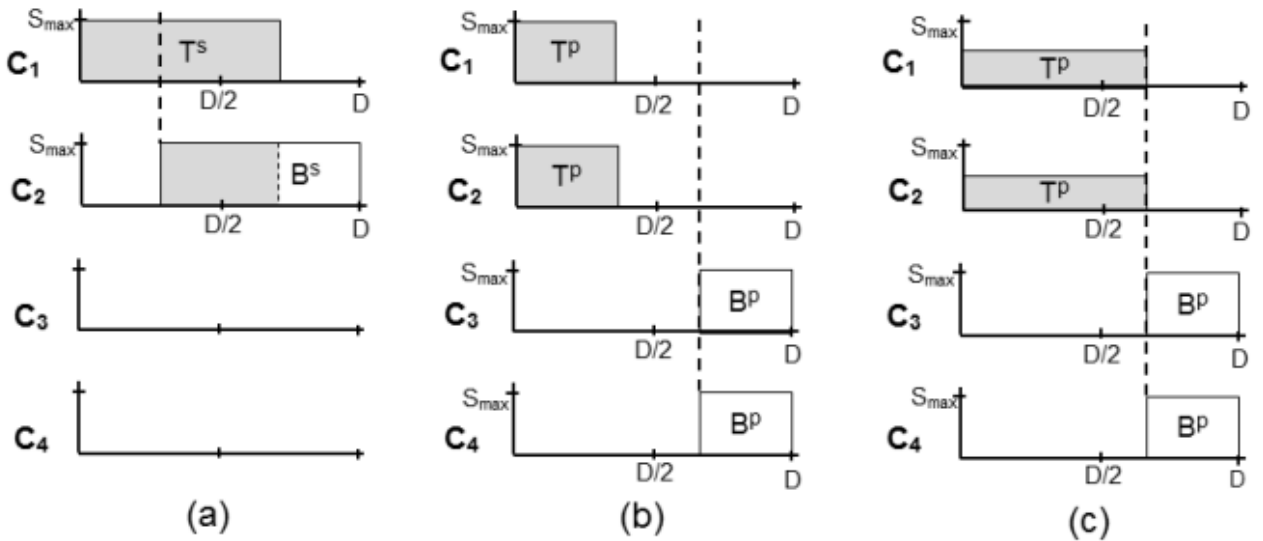 Smax
C1
Ts
D/2
D
Smax
C2
Bs
D/2
D
C3
C4
(a)
Smax
C1
Tp
D/2
D
Smax
C2
Tp
D/2
D
Smax
C3
Bp
D/2
D
Smax
C4
Bp
D/2
D
(b)
Smax
C1
Tp
D/2
D
Smax
C2
Tp
D/2
D
Smax
C3
Bp
D/2
D
Smax
C4
Bp
D/2
D
(c)